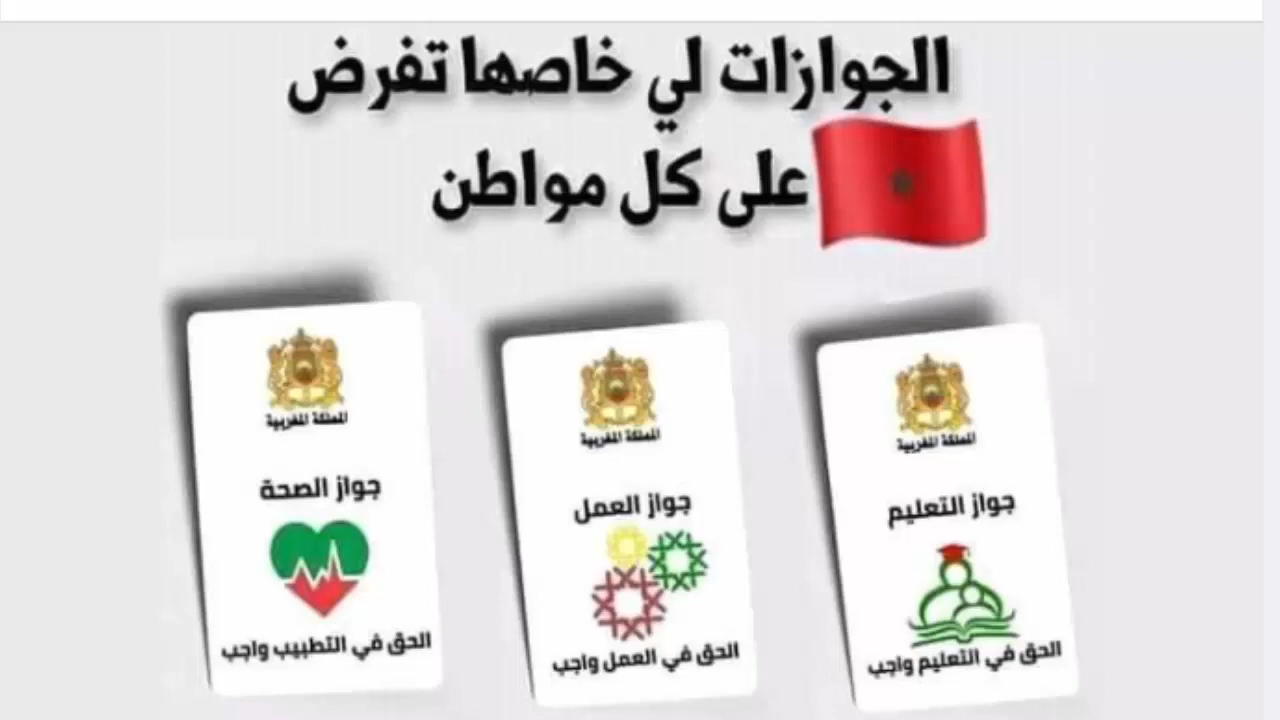 الجوازات لي خاصها تفرض
على كل مواطن
المملكة المغربية
جواز التعليم
الحق في التعليم واجب
المملكة المغربية
جواز العمل
الحق في العمل واجب
المملكة المغربية
جواز الصحة
الحق في التطبيب واجب